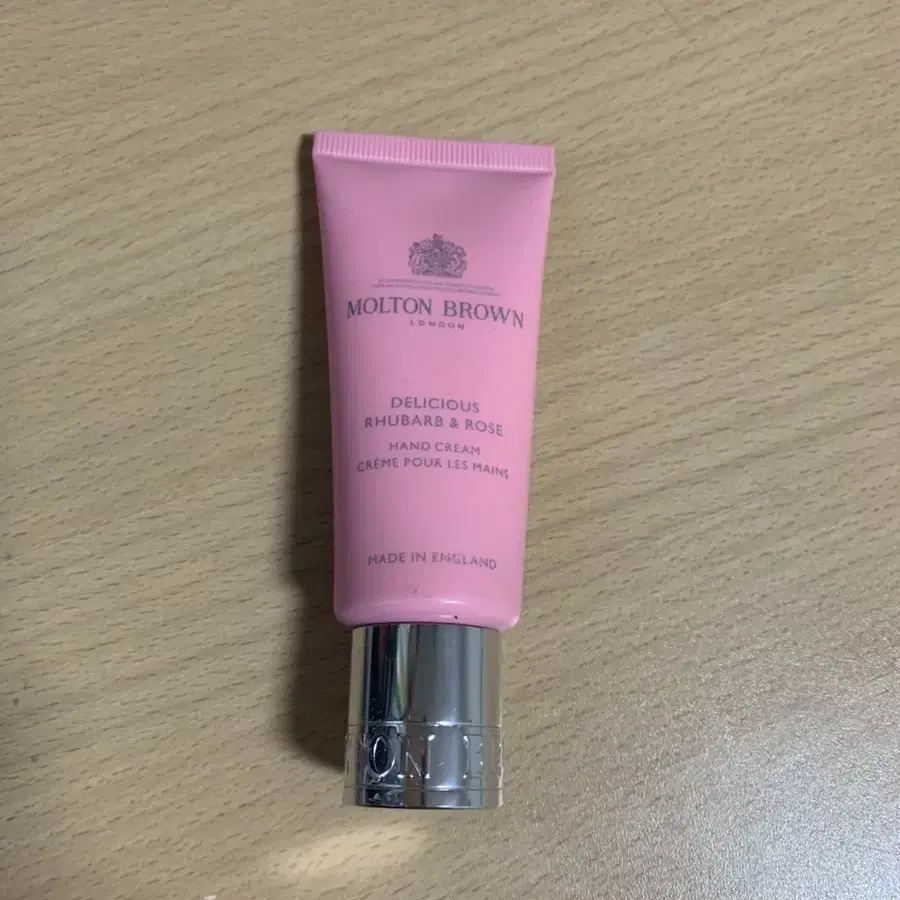 MOLTON BROWN
LONDON
DELICIOUS
RHUBARB & ROSE
HAND CREAM
CRÈME POUR LES MAINS
MADE IN ENGLAND